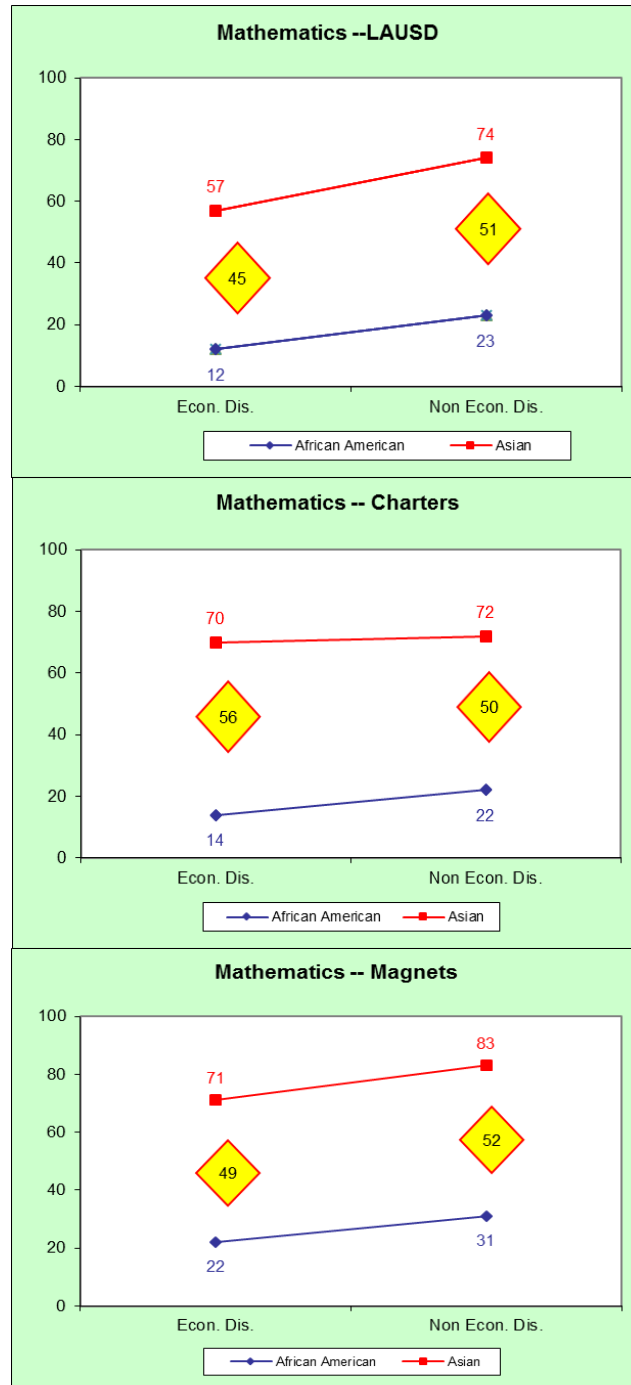 Mathematics --LAUSD
100
80
60
40
20
0
57
74
45
51
12
23
Econ. Dis.
Non Econ. Dis.
African American
Asian
Mathematics -- Charters
100
80
60
40
20
0
70
72
56
50
14
22
Econ. Dis.
Non Econ. Dis.
African American
Asian
Mathematics -- Magnets
100
80
60
40
20
0
71
83
49
52
22
31
Econ. Dis.
Non Econ. Dis.
African American
Asian